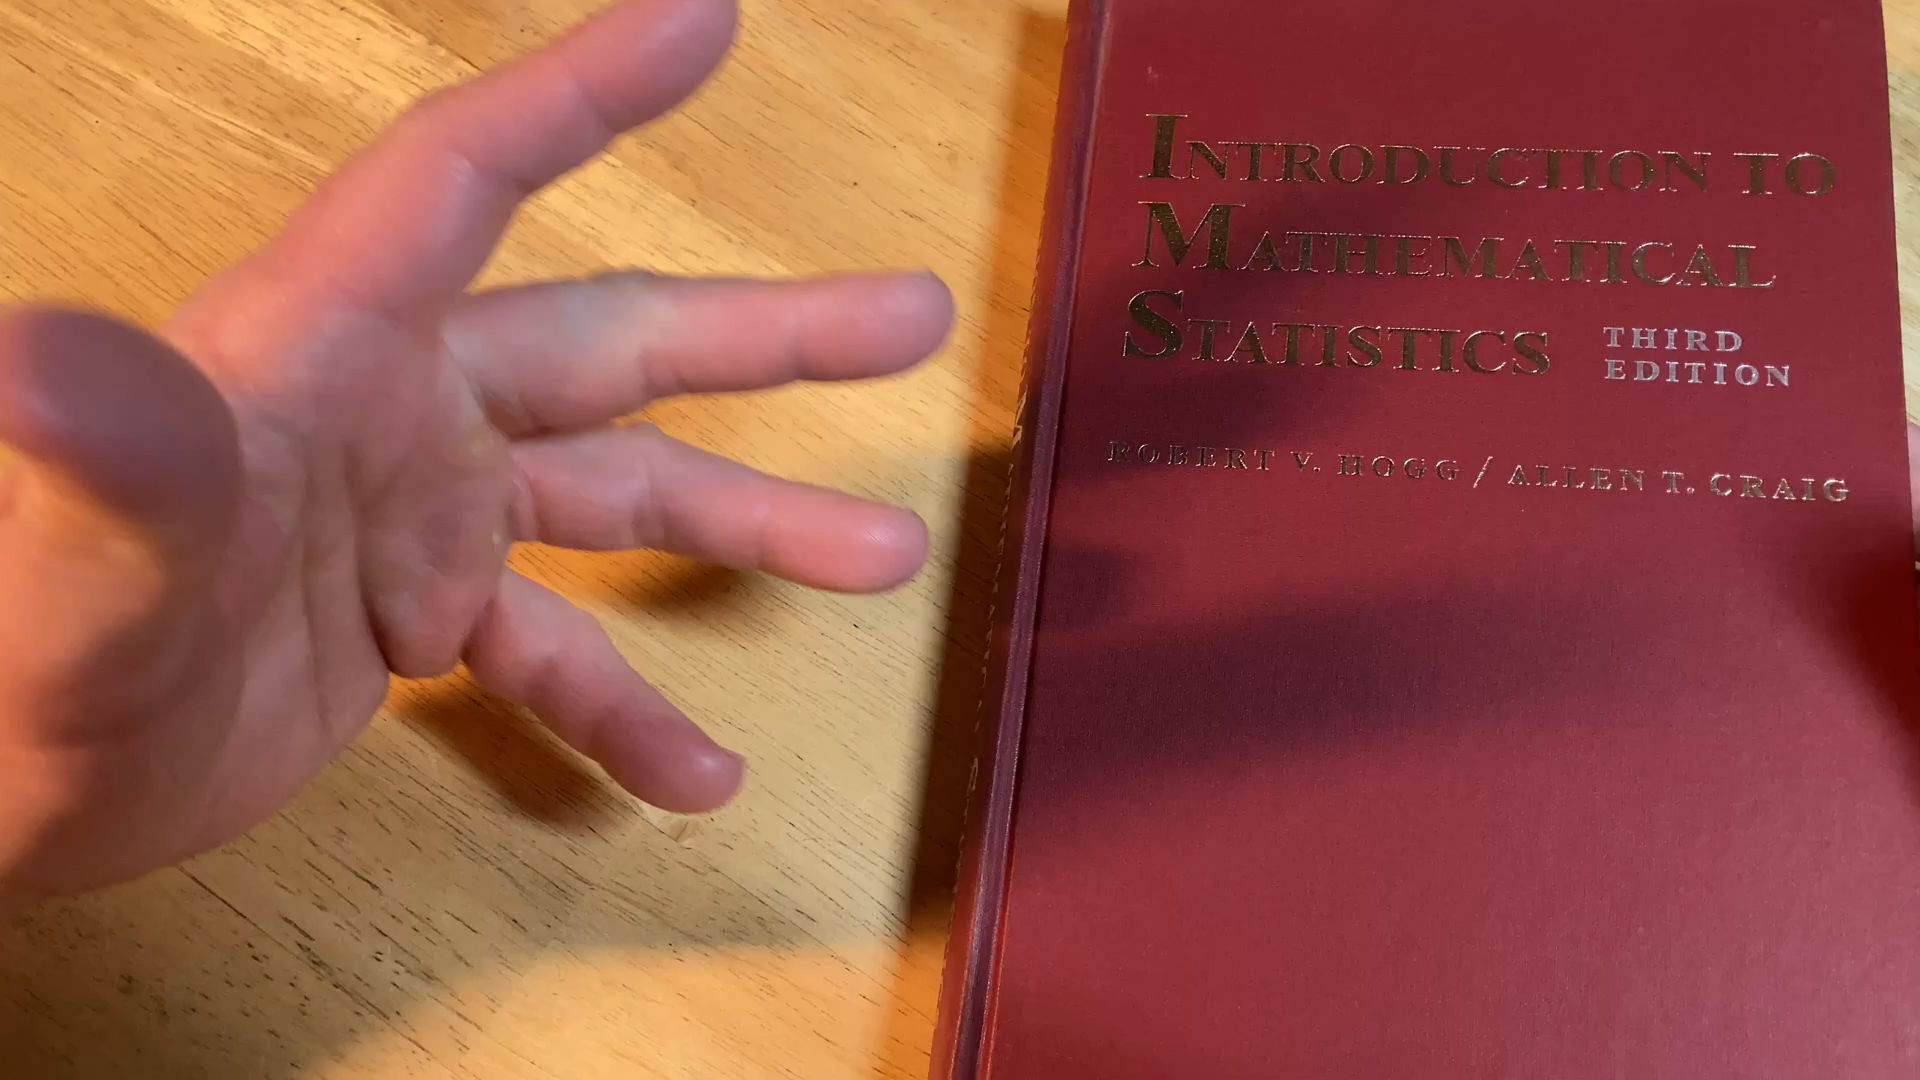 INTRODUCTION TO
MATHEMATICAL
STATISTICS
THIRD
EDITION
ROBERT V. HOGG / ALLEN T. CRAIG